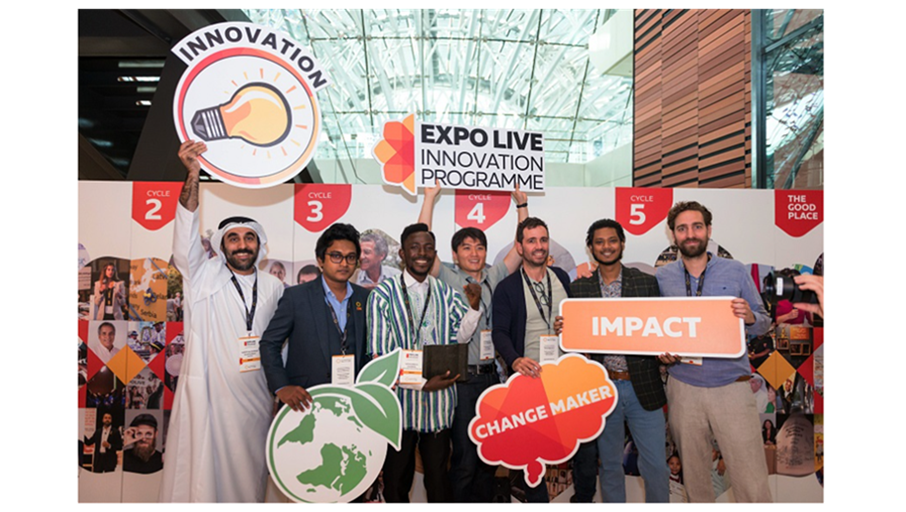 INNOVATION
EXPO LIVE
INNOVATION
PROGRAMME
CYCLE
2
CYCLE
3
CYCLE
4
CYCLE
5
THE
GOOD
PLACE
IMPACT
CHANGE MAKER